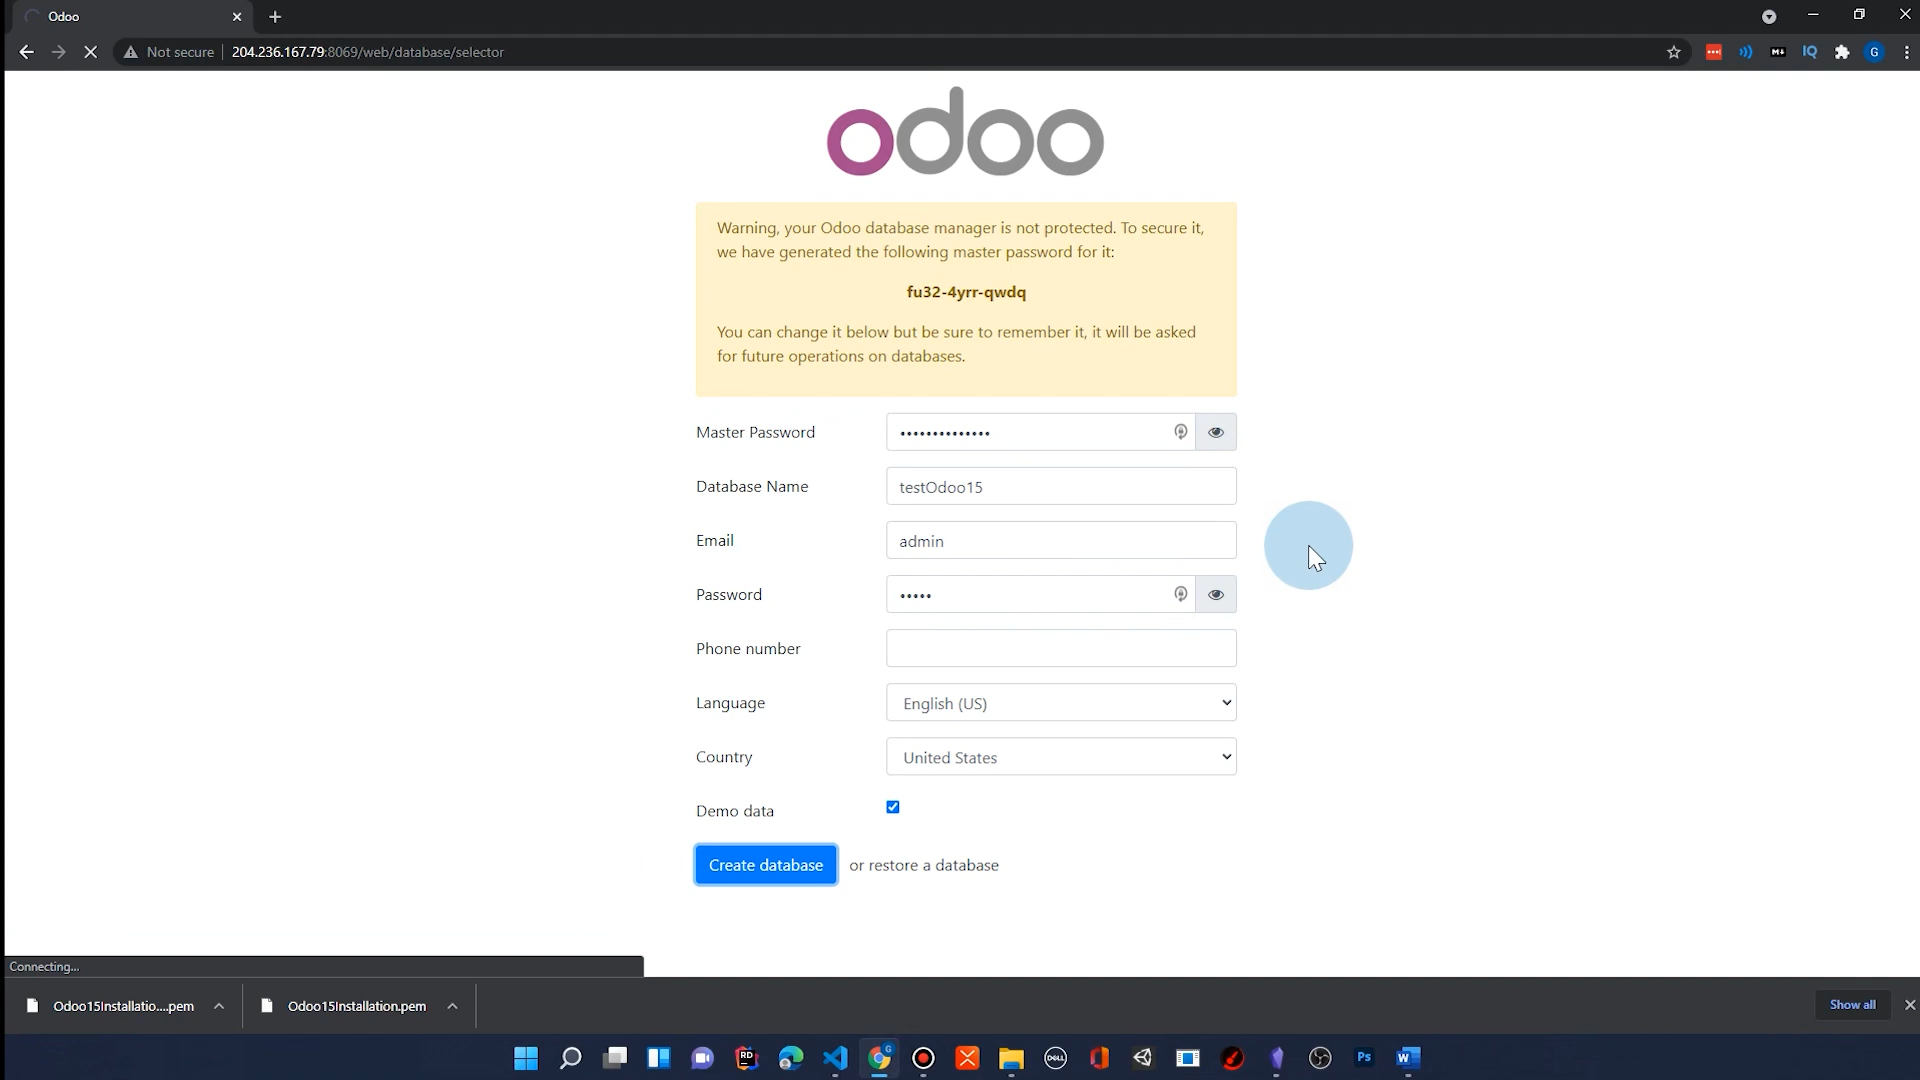 Odoo
Not secure
204.236.167.79:8069/web/database/selector
IQ
G
odoo
Warning, your Odoo database manager is not protected. To secure it,
we have generated the following master password for it:
fu32-4yrr-qwdq
You can change it below but be sure to remember it, it will be asked
for future operations on databases.
Master Password
••••••••••••••
Database Name
testOdoo15
Email
admin
Password
•••••
Phone number
Language
English (US)
Country
United States
Demo data
Create database
or restore a database
Connecting...
Odoo15Installatio....pem
Odoo15Installation.pem
Show all
RD
G
DELL
Ps
W